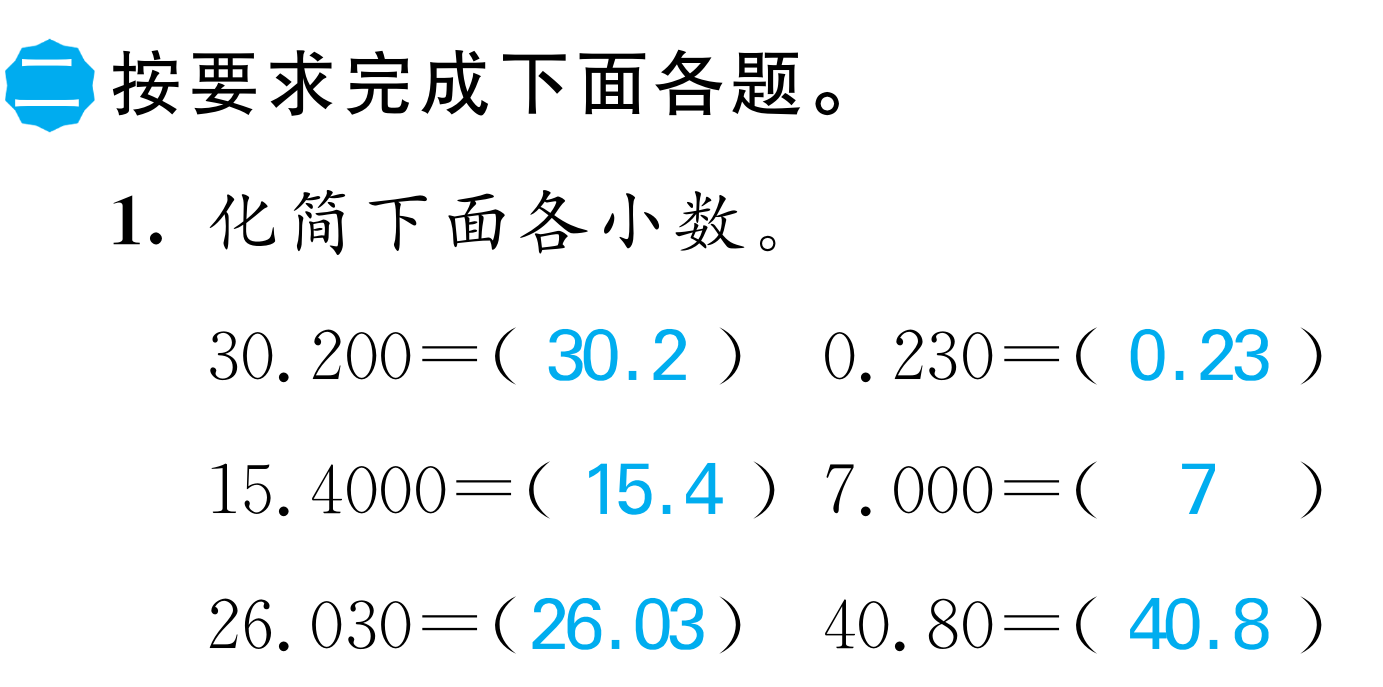 二 按要求完成下面各题。
1. 化简下面各小数。
30.200=( 30.2 ) 0.230=( 0.23 )
15.4000=( 15.4 ) 7.000=( 7 )
26.030=(26.03) 40.80=( 40.8 )